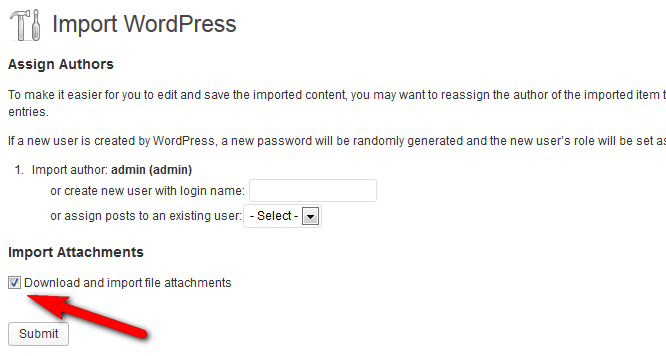 Import WordPress
Assign Authors
To make it easier for you to edit and save the imported content, you may want to reassign the author of the imported item t
entries.
If a new user is created by WordPress, a new password will be randomly generated and the new user's role will be set as
1. Import author: admin (admin)
or create new user with login name:
or assign posts to an existing user: - Select -
Import Attachments
Download and import file attachments
Submit